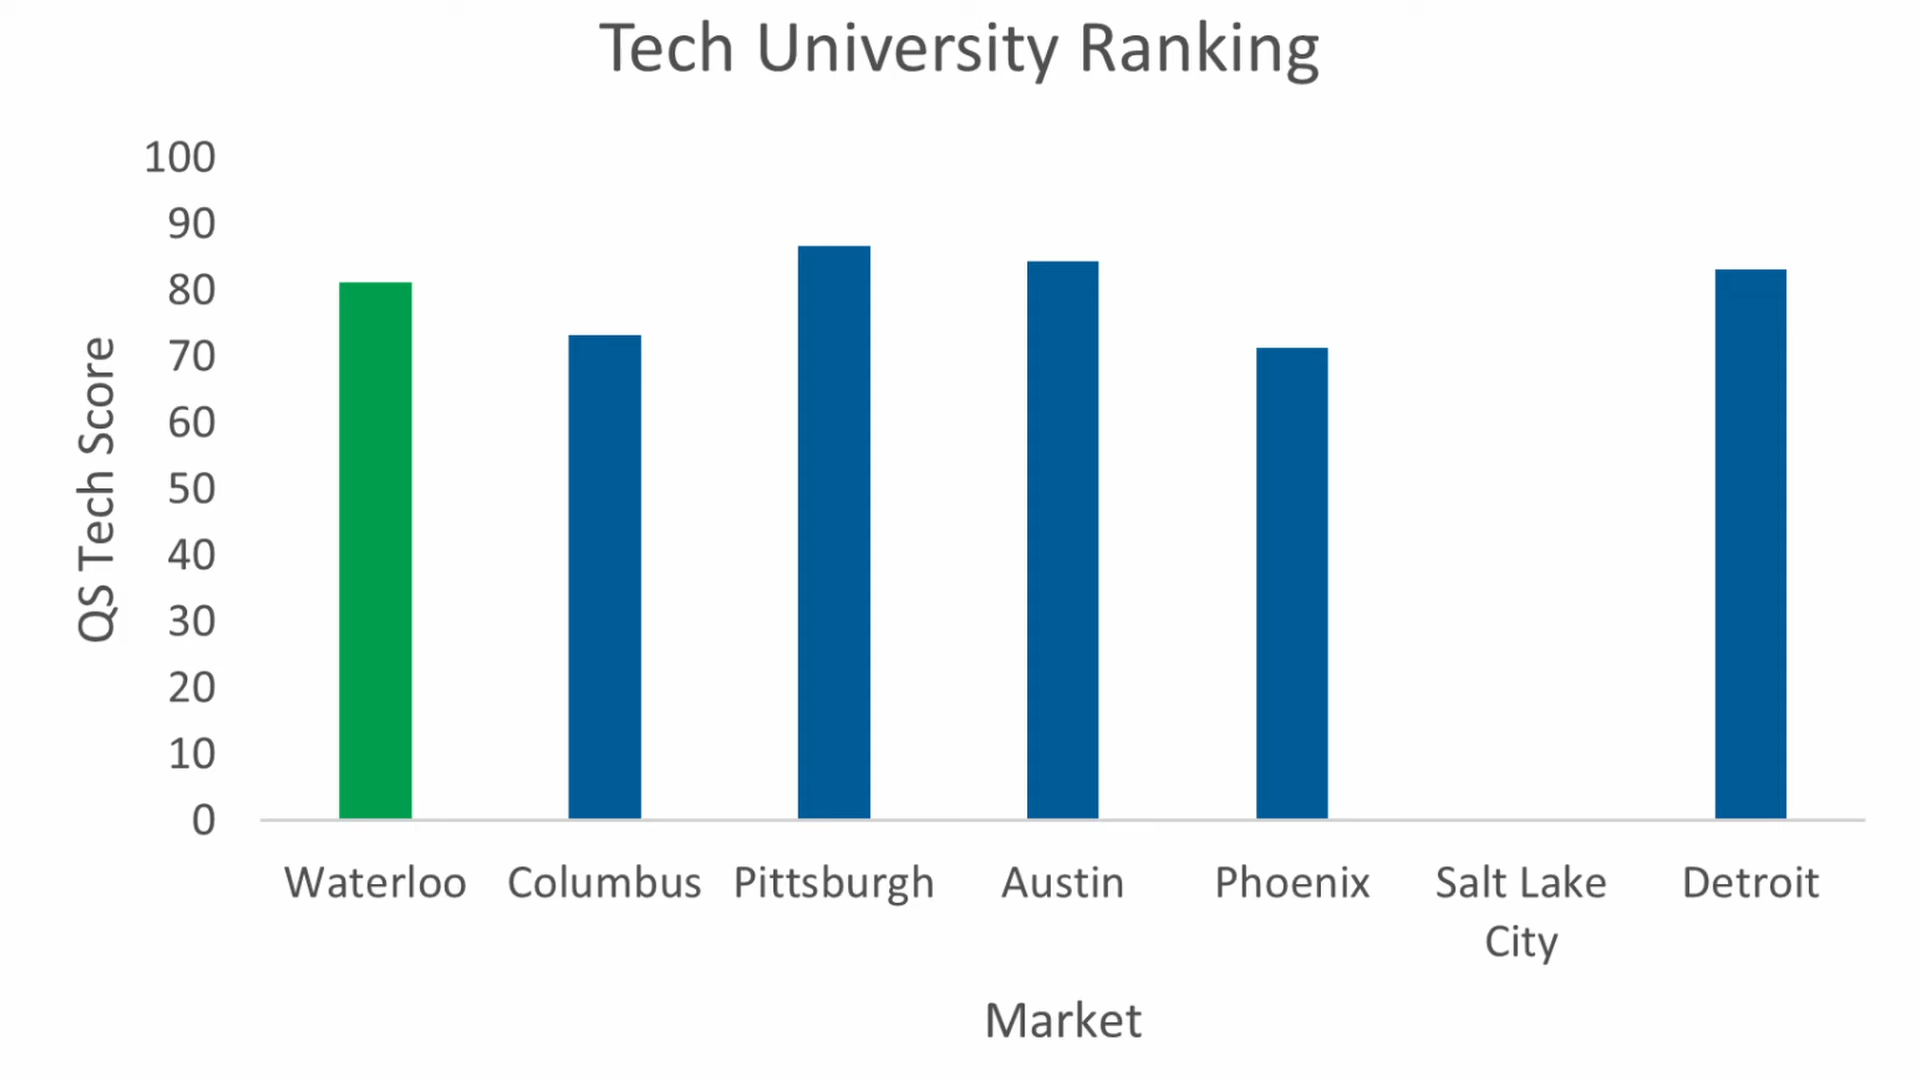 Tech University Ranking
100
90
80
70
60
50
40
30
20
10
0
QS Tech Score
Waterloo Columbus Pittsburgh Austin Phoenix Salt Lake City Detroit
Market